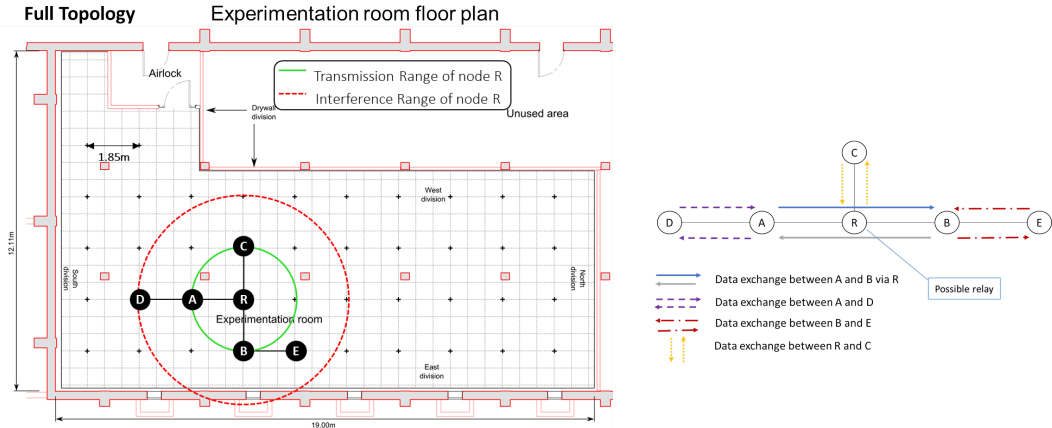 Full Topology
Experimentation room floor plan
Airlock
Transmission Range of node R
Interference Range of node R
Drywall
division
Unused area
1.85m
West
division
12.11m
South
division
North
division
C
D
A
R
Experimentation room
B
E
East
division
19.00m
C
D
A
R
B
E
Possible relay
Data exchange between A and B via R
Data exchange between A and D
Data exchange between B and E
Data exchange between R and C